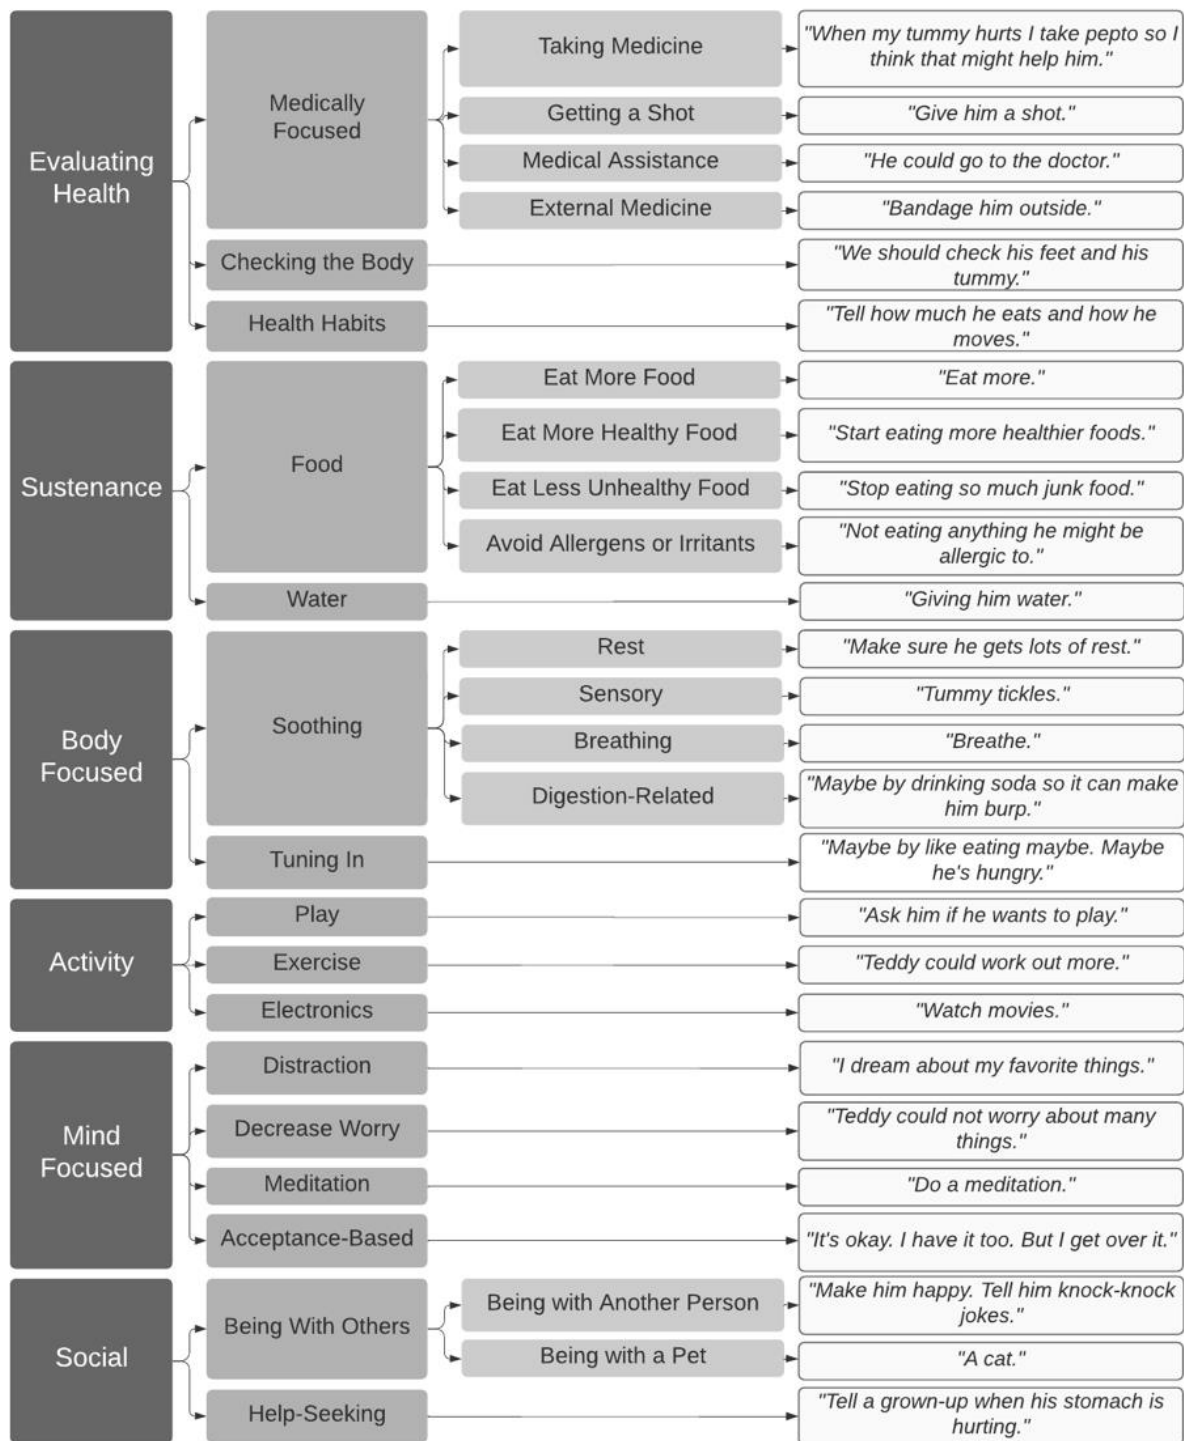 Evaluating
Health
Medically
Focused
Taking Medicine
"When my tummy hurts I take pepto so I
think that might help him."
Getting a Shot
"Give him a shot."
Medical Assistance
"He could go to the doctor."
External Medicine
"Bandage him outside."
Checking the Body
"We should check his feet and his
tummy."
Health Habits
"Tell how much he eats and how he
moves."
Sustenance
Food
Eat More Food
"Eat more."
Eat More Healthy Food
"Start eating more healthier foods."
Eat Less Unhealthy Food
"Stop eating so much junk food."
Avoid Allergens or Irritants
"Not eating anything he might be
allergic to."
Water
"Giving him water."
Body
Focused
Soothing
Rest
"Make sure he gets lots of rest."
Sensory
"Tummy tickles."
Breathing
"Breathe."
Digestion-Related
"Maybe by drinking soda so it can make
him burp."
Tuning In
"Maybe by like eating maybe. Maybe
he's hungry."
Activity
Play
"Ask him if he wants to play."
Exercise
"Teddy could work out more."
Electronics
"Watch movies."
Mind
Focused
Distraction
"I dream about my favorite things."
Decrease Worry
"Teddy could not worry about many
things."
Meditation
"Do a meditation."
Acceptance-Based
"It's okay. I have it too. But I get over it."
Social
Being With Others
Being with Another Person
"Make him happy. Tell him knock-knock
jokes."
Being with a Pet
"A cat."
Help-Seeking
"Tell a grown-up when his stomach is
hurting."